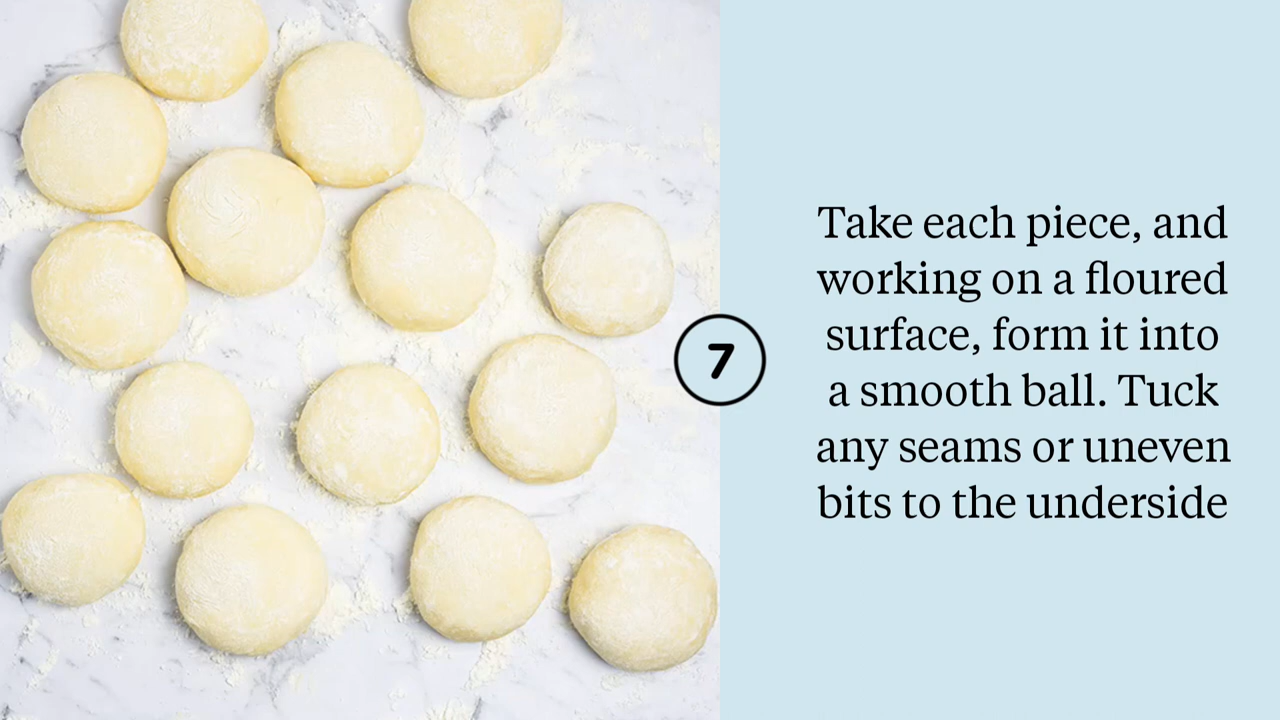 7
Take each piece, and
working on a floured
surface, form it into
a smooth ball. Tuck
any seams or uneven
bits to the underside